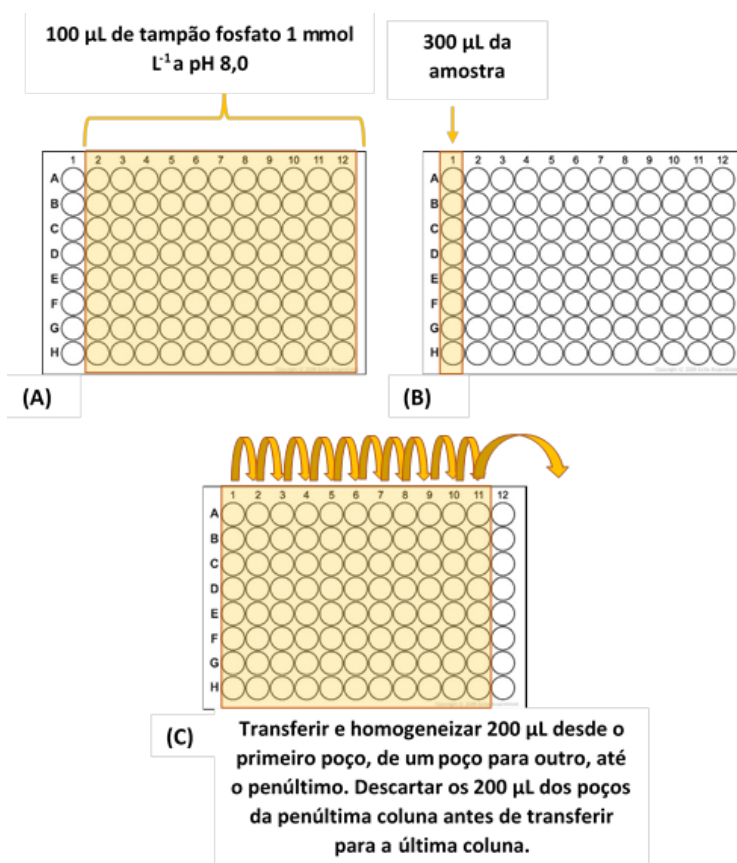 100 µL de tampão fosfato 1 mmol
L⁻¹a pH 8,0
300 µL da
amostra
1 2 3 4 5 6 7 8 9 10 11 12
A
B
C
D
E
F
G
H
(A)
1 2 3 4 5 6 7 8 9 10 11 12
A
B
C
D
E
F
G
H
(B)
1 2 3 4 5 6 7 8 9 10 11 12
A
B
C
D
E
F
G
H
(C)
Transferir e homogeneizar 200 µL desde o
primeiro poço, de um poço para outro, até
o penúltimo. Descartar os 200 µL dos poços
da penúltima coluna antes de transferir
para a última coluna.